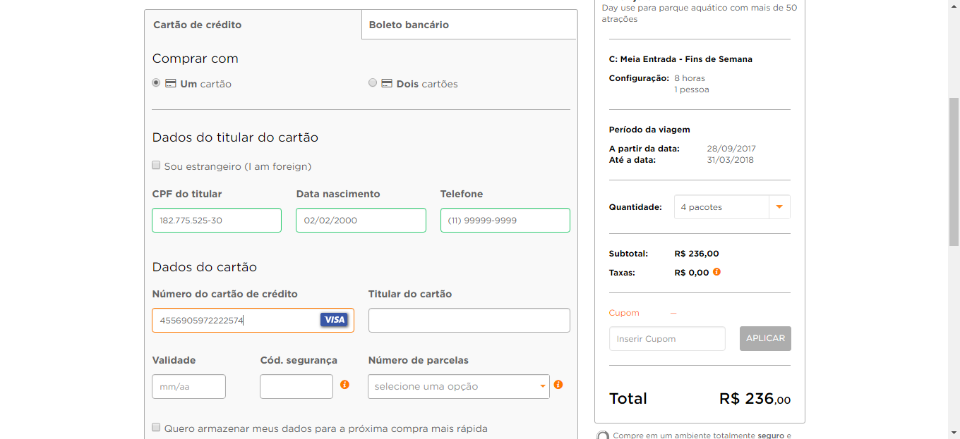 Cartão de crédito
Boleto bancário
Comprar com
Um cartão
Dois cartões
Dados do titular do cartão
Sou estrangeiro (I am foreign)
CPF do titular
Data nascimento
Telefone
182.775.525-30
02/02/2000
(11) 99999-9999
Dados do cartão
Número do cartão de crédito
Titular do cartão
4556905972222574
VISA
Validade
Cód. segurança
Número de parcelas
mm/aa
selecione uma opção
Quero armazenar meus dados para a próxima compra mais rápida
Day use para parque aquático com mais de 50
atrações
C: Meia Entrada - Fins de Semana
Configuração: 8 horas
1 pessoa
Período da viagem
A partir da data: 28/09/2017
Até a data: 31/03/2018
Quantidade: 4 pacotes
Subtotal: R$ 236,00
Taxas: R$ 0,00
Cupom --
Inserir Cupom
APLICAR
Total R$ 236,00
Compre em um ambiente totalmente seguro e